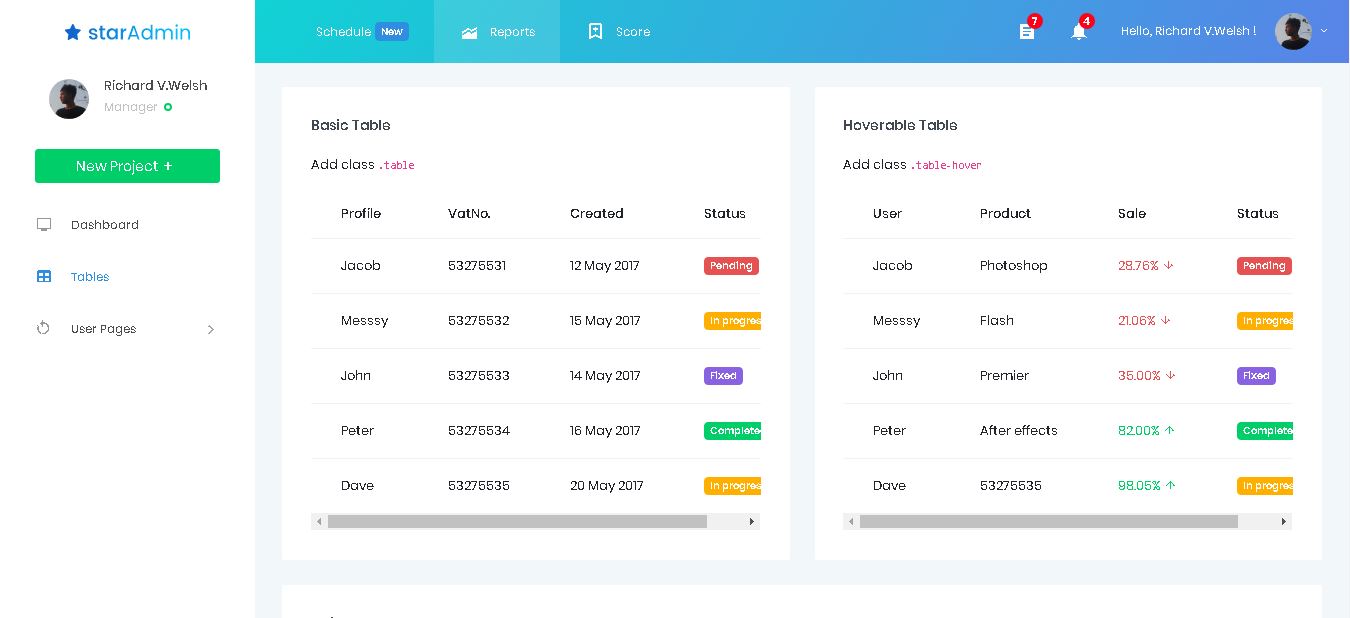 starAdmin
Schedule New Reports Score 7 4 Hello, Richard V.Welsh !
Richard V.Welsh
Manager
New Project +
Dashboard
Tables
User Pages
Basic Table
Add class .table
Profile VatNo. Created Status
Jacob 53275531 12 May 2017 Pending
Messsy 53275532 15 May 2017 In progres
John 53275533 14 May 2017 Fixed
Peter 53275534 16 May 2017 Complete
Dave 53275535 20 May 2017 In progres
Hoverable Table
Add class .table-hover
User Product Sale Status
Jacob Photoshop 28.76% ↓ Pending
Messsy Flash 21.06% ↓ In progres
John Premier 35.00% ↓ Fixed
Peter After effects 82.00% ↑ Complete
Dave 53275535 98.05% ↑ In progres